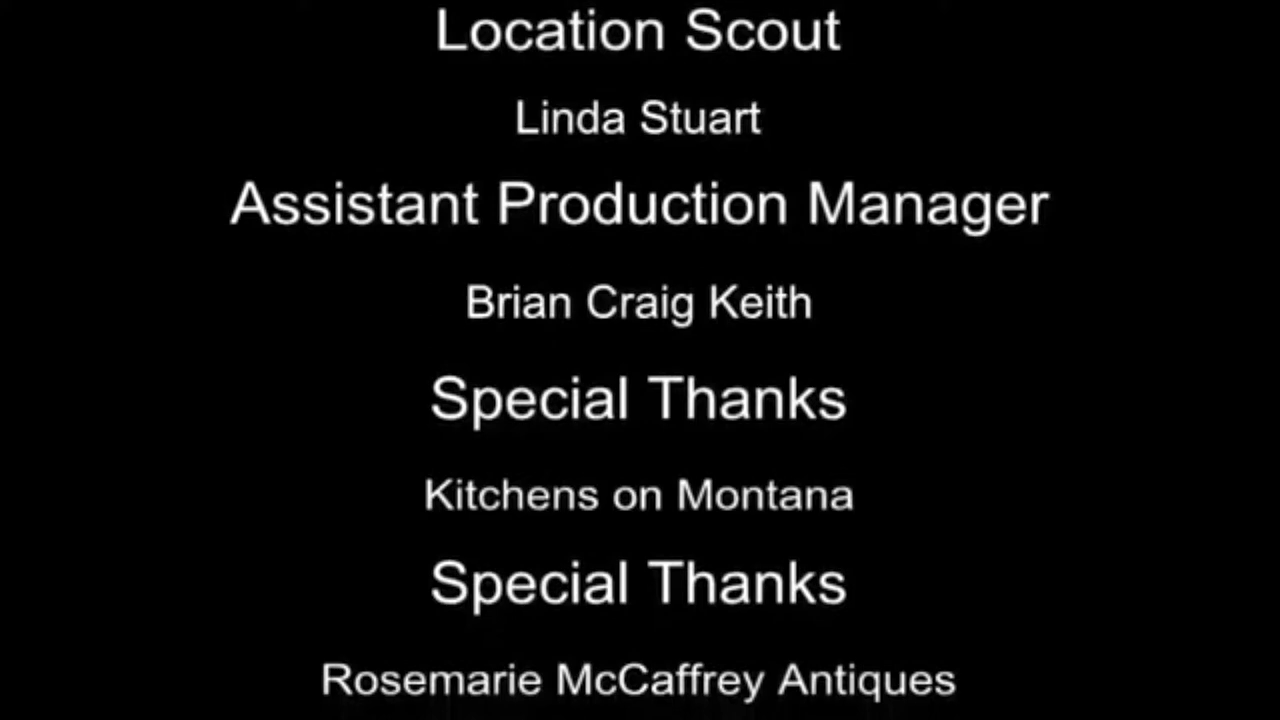 Location Scout
Linda Stuart
Assistant Production Manager
Brian Craig Keith
Special Thanks
Kitchens on Montana
Special Thanks
Rosemarie McCaffrey Antiques